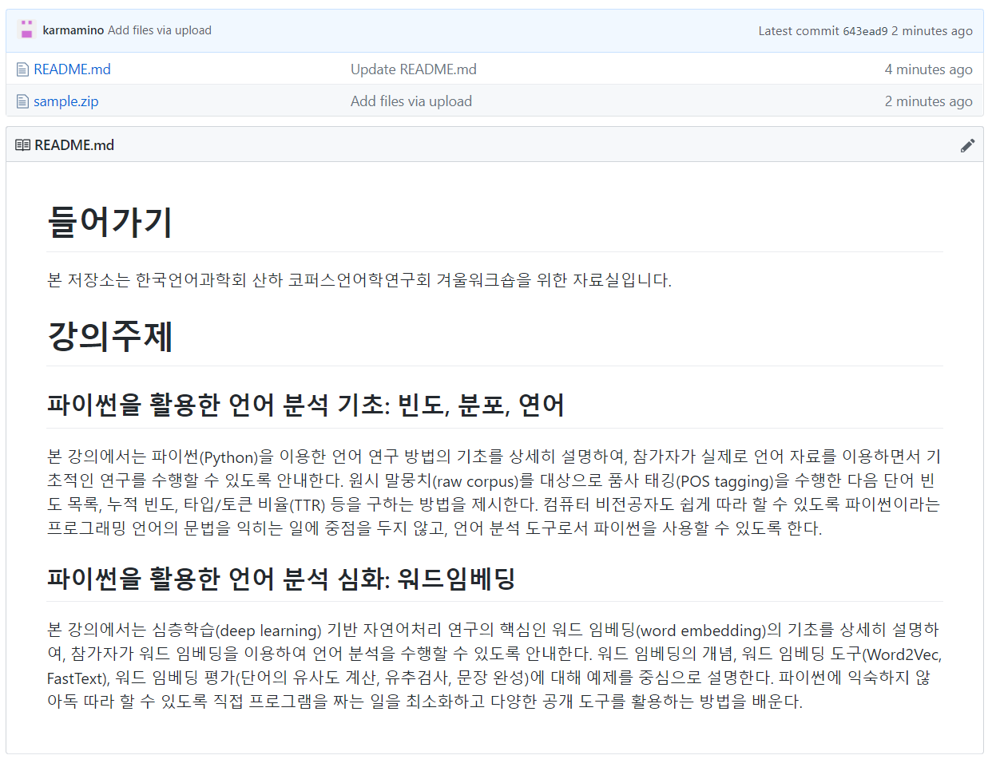 karmamino Add files via upload Latest commit 643ead9 2 minutes ago
README.md Update README.md 4 minutes ago
sample.zip Add files via upload 2 minutes ago
README.md
들어가기
본 저장소는 한국언어과학회 산하 코퍼스언어학연구회 겨울워크숍을 위한 자료실입니다.
강의주제
파이썬을 활용한 언어 분석 기초: 빈도, 분포, 연어
본 강의에서는 파이썬(Python)을 이용한 언어 연구 방법의 기초를 상세히 설명하여, 참가자가 실제로 언어 자료를 이용하면서 기
초적인 연구를 수행할 수 있도록 안내한다. 원시 말뭉치(raw corpus)를 대상으로 품사 태깅(POS tagging)을 수행한 다음 단어 빈
도 목록, 누적 빈도, 타입/토큰 비율(TTR) 등을 구하는 방법을 제시한다. 컴퓨터 비전공자도 쉽게 따라 할 수 있도록 파이썬이라는
프로그래밍 언어의 문법을 익히는 일에 중점을 두지 않고, 언어 분석 도구로서 파이썬을 사용할 수 있도록 한다.
파이썬을 활용한 언어 분석 심화: 워드임베딩
본 강의에서는 심층학습(deep learning) 기반 자연어처리 연구의 핵심인 워드 임베딩(word embedding)의 기초를 상세히 설명하
여, 참가자가 워드 임베딩을 이용하여 언어 분석을 수행할 수 있도록 안내한다. 워드 임베딩의 개념, 워드 임베딩 도구(Word2Vec,
FastText), 워드 임베딩 평가(단어의 유사도 계산, 유추검사, 문장 완성)에 대해 예제를 중심으로 설명한다. 파이썬에 익숙하지 않
아독 따라 할 수 있도록 직접 프로그램을 짜는 일을 최소화하고 다양한 공개 도구를 활용하는 방법을 배운다.